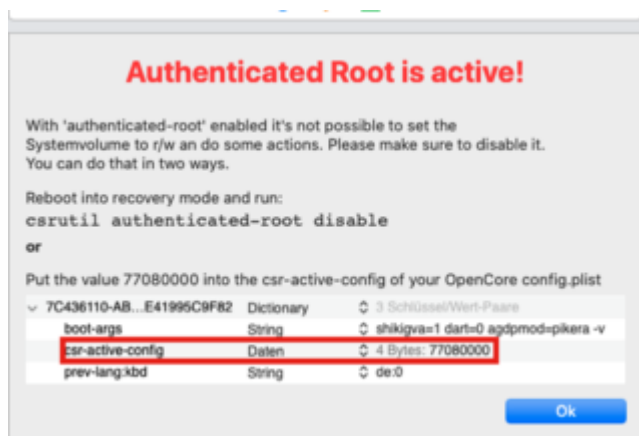 Authenticated Root is active!
With 'authenticated-root' enabled it's not possible to set the
Systemvolume to r/w an do some actions. Please make sure to disable it.
You can do that in two ways.
Reboot into recovery mode and run:
csrutil authenticated-root disable
or
Put the value 77080000 into the csr-active-config of your OpenCore config.plist
7C436110-AB...E41995C9F82 Dictionary 3 Schlüssel/Wert-Paare
boot-args String shikigva=1 dart=0 agdpmod=pikera -v
csr-active-config Daten 4 Bytes: 77080000
prev-lang:kbd String de:0
Ok